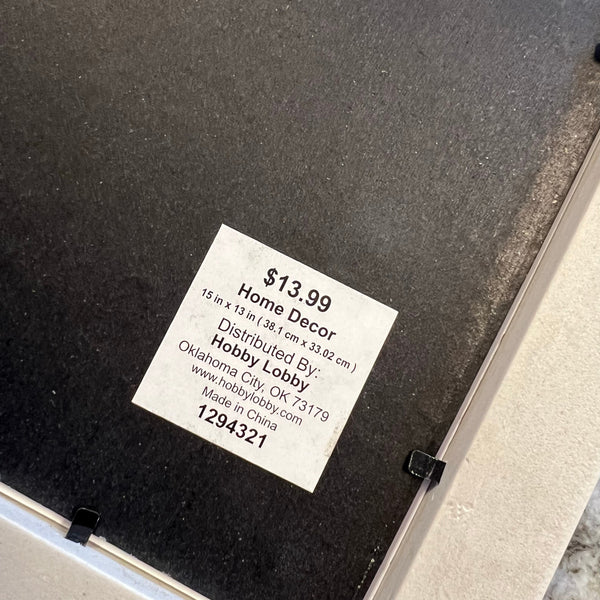 $13.99
Home Decor
15 in x 13 in ( 38.1 cm x 33.02 cm )
Distributed By:
Hobby Lobby
Oklahoma City, OK 73179
www.hobbylobby.com
Made in China
1294321